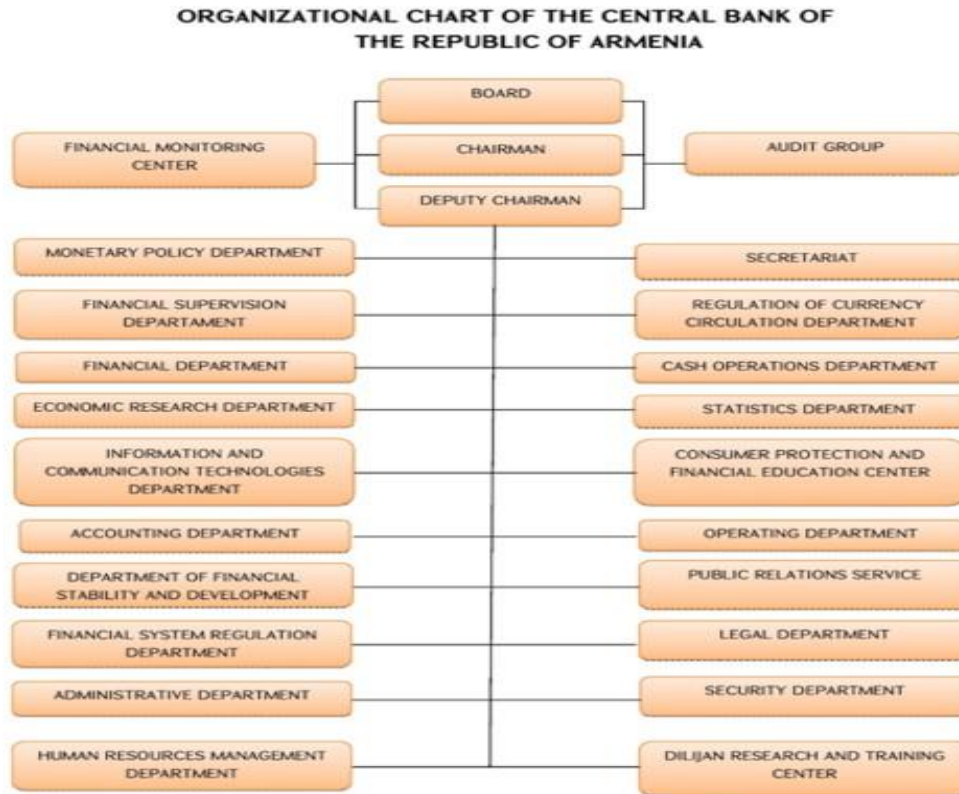 ORGANIZATIONAL CHART OF THE CENTRAL BANK OF
THE REPUBLIC OF ARMENIA
BOARD
FINANCIAL MONITORING
CENTER
CHAIRMAN
AUDIT GROUP
DEPUTY CHAIRMAN
MONETARY POLICY DEPARTMENT
SECRETARIAT
FINANCIAL SUPERVISION
DEPARTAMENT
REGULATION OF CURRENCY
CIRCULATION DEPARTMENT
FINANCIAL DEPARTMENT
CASH OPERATIONS DEPARTMENT
ECONOMIC RESEARCH DEPARTMENT
STATISTICS DEPARTMENT
INFORMATION AND
COMMUNICATION TECHNOLOGIES
DEPARTMENT
CONSUMER PROTECTION AND
FINANCIAL EDUCATION CENTER
ACCOUNTING DEPARTMENT
OPERATING DEPARTMENT
DEPARTMENT OF FINANCIAL
STABILITY AND DEVELOPMENT
PUBLIC RELATIONS SERVICE
FINANCIAL SYSTEM REGULATION
DEPARTMENT
LEGAL DEPARTMENT
ADMINISTRATIVE DEPARTMENT
SECURITY DEPARTMENT
HUMAN RESOURCES MANAGEMENT
DEPARTMENT
DILIJAN RESEARCH AND TRAINING
CENTER